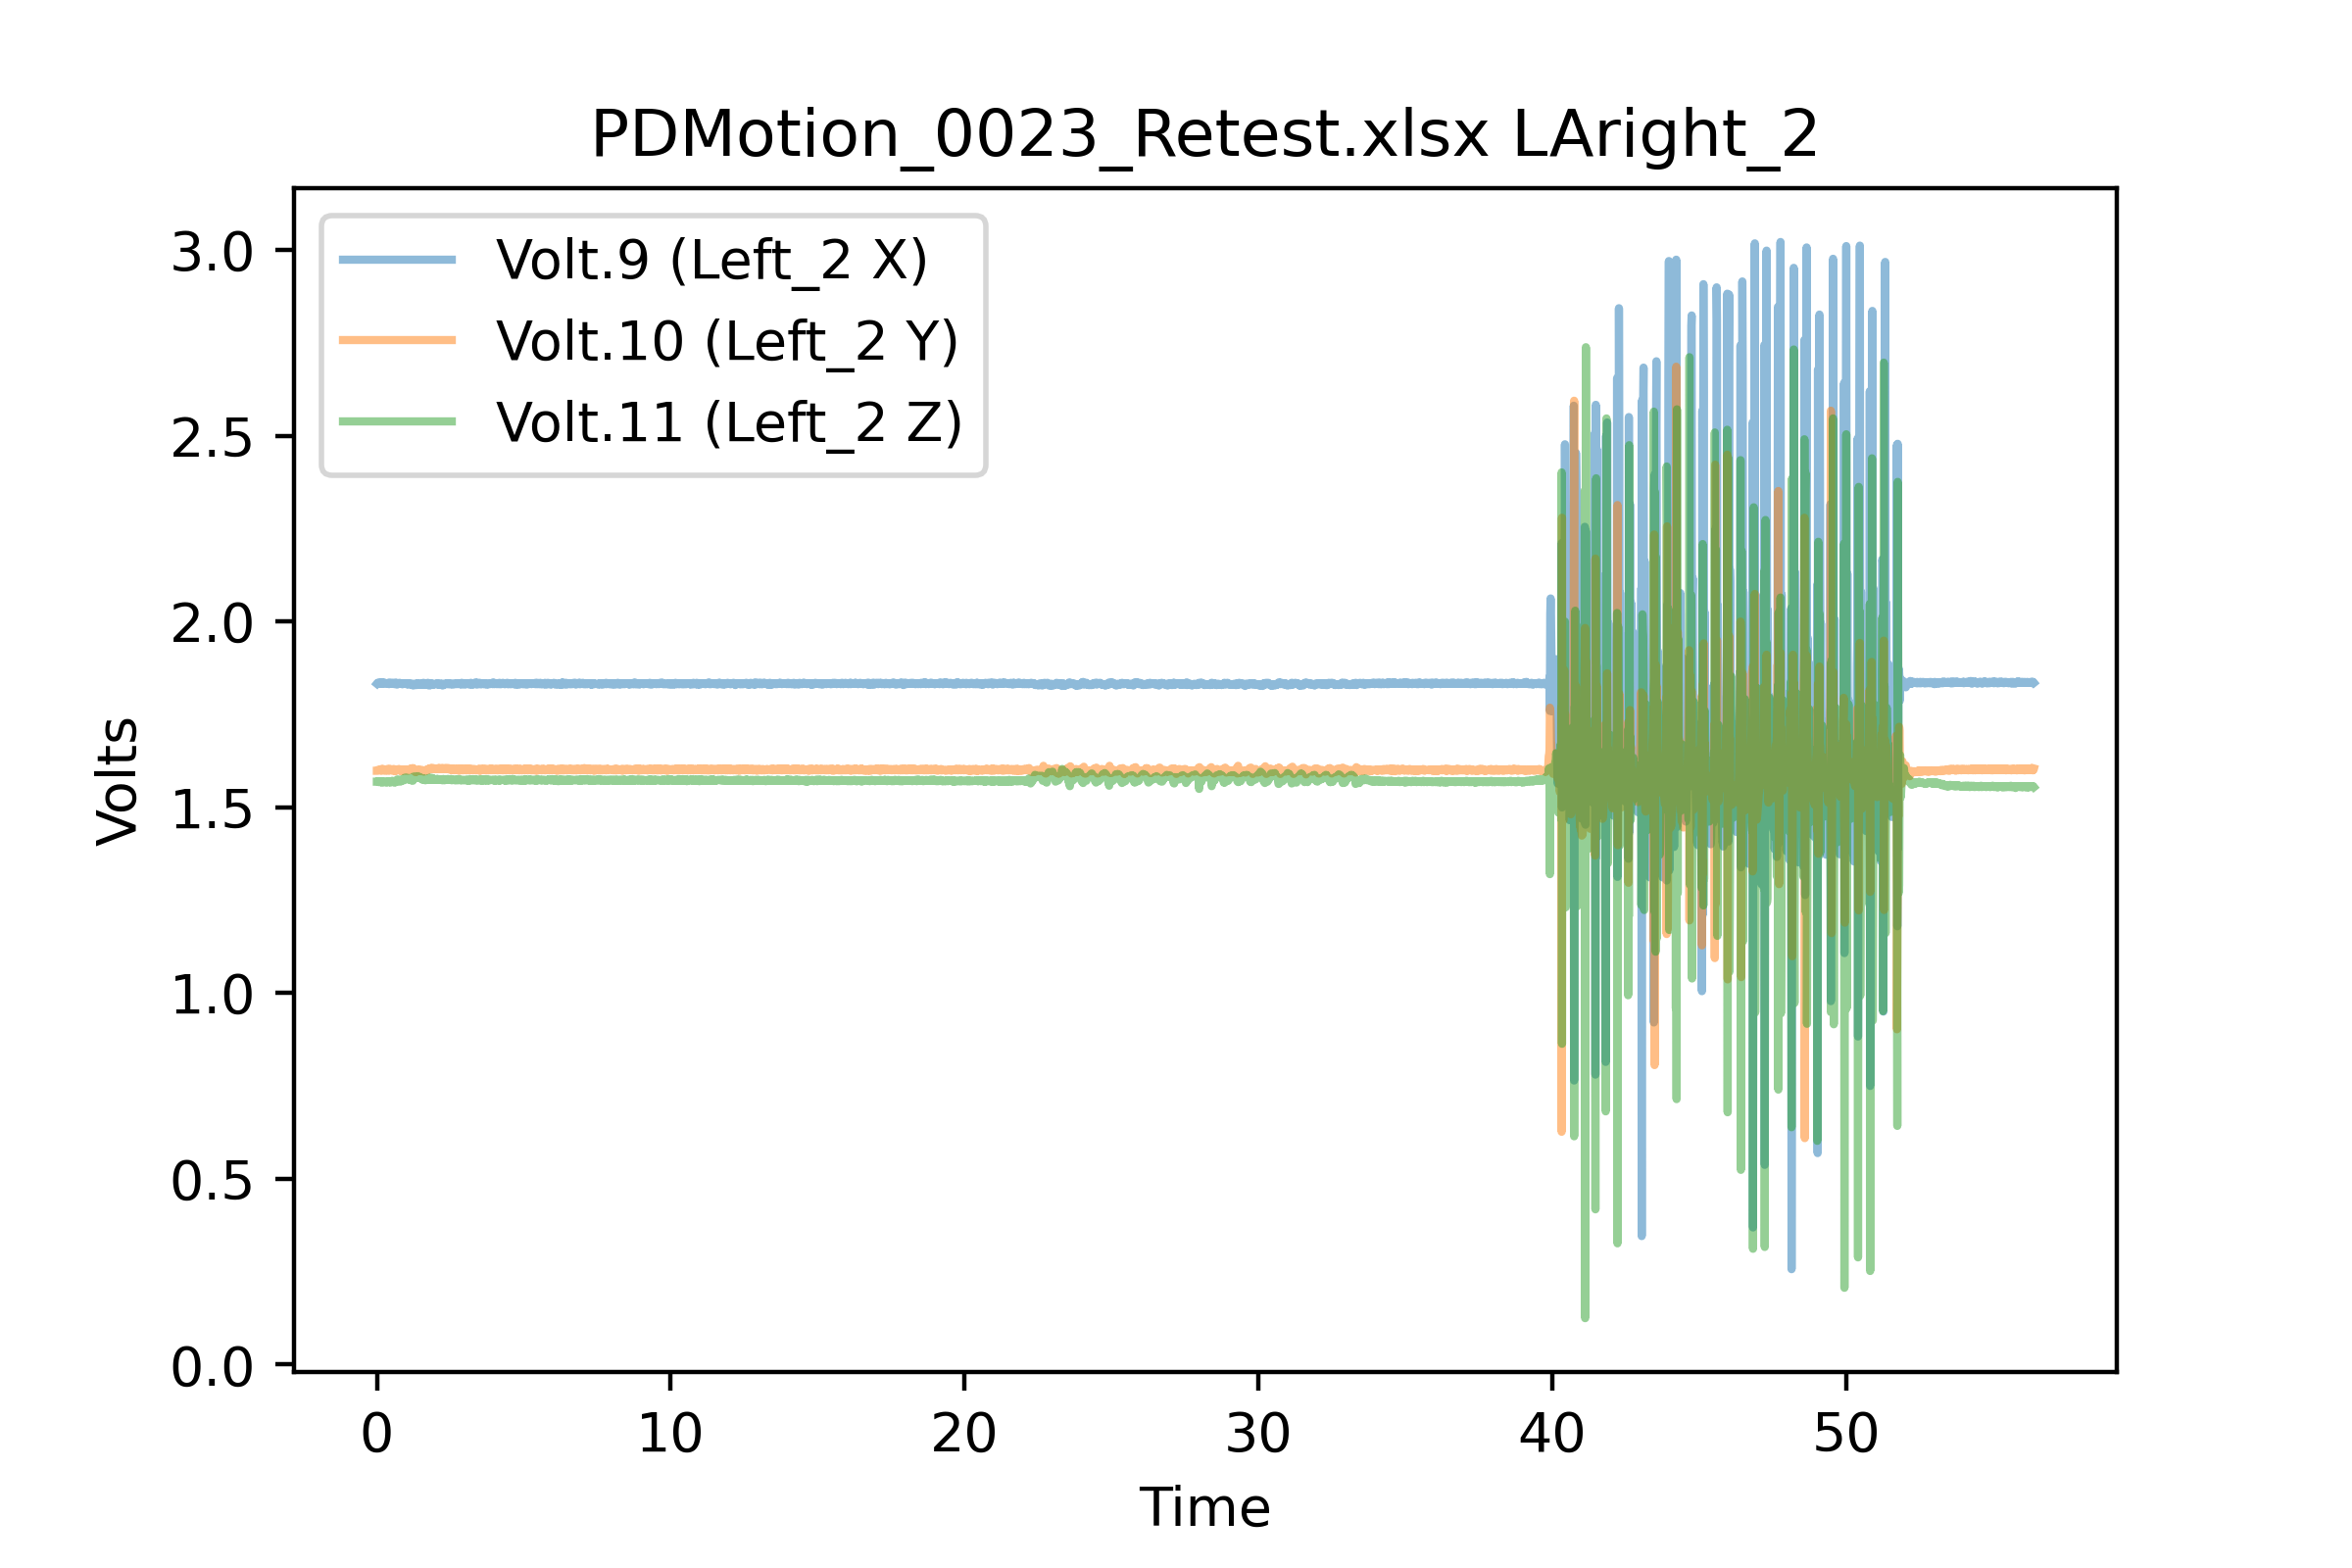 PDMotion_0023_Retest.xlsx LAright_2
Volt.9 (Left_2 X)
Volt.10 (Left_2 Y)
Volt.11 (Left_2 Z)
3.0
2.5
2.0
1.5
1.0
0.5
0.0
Volts
0 10 20 30 40 50
Time